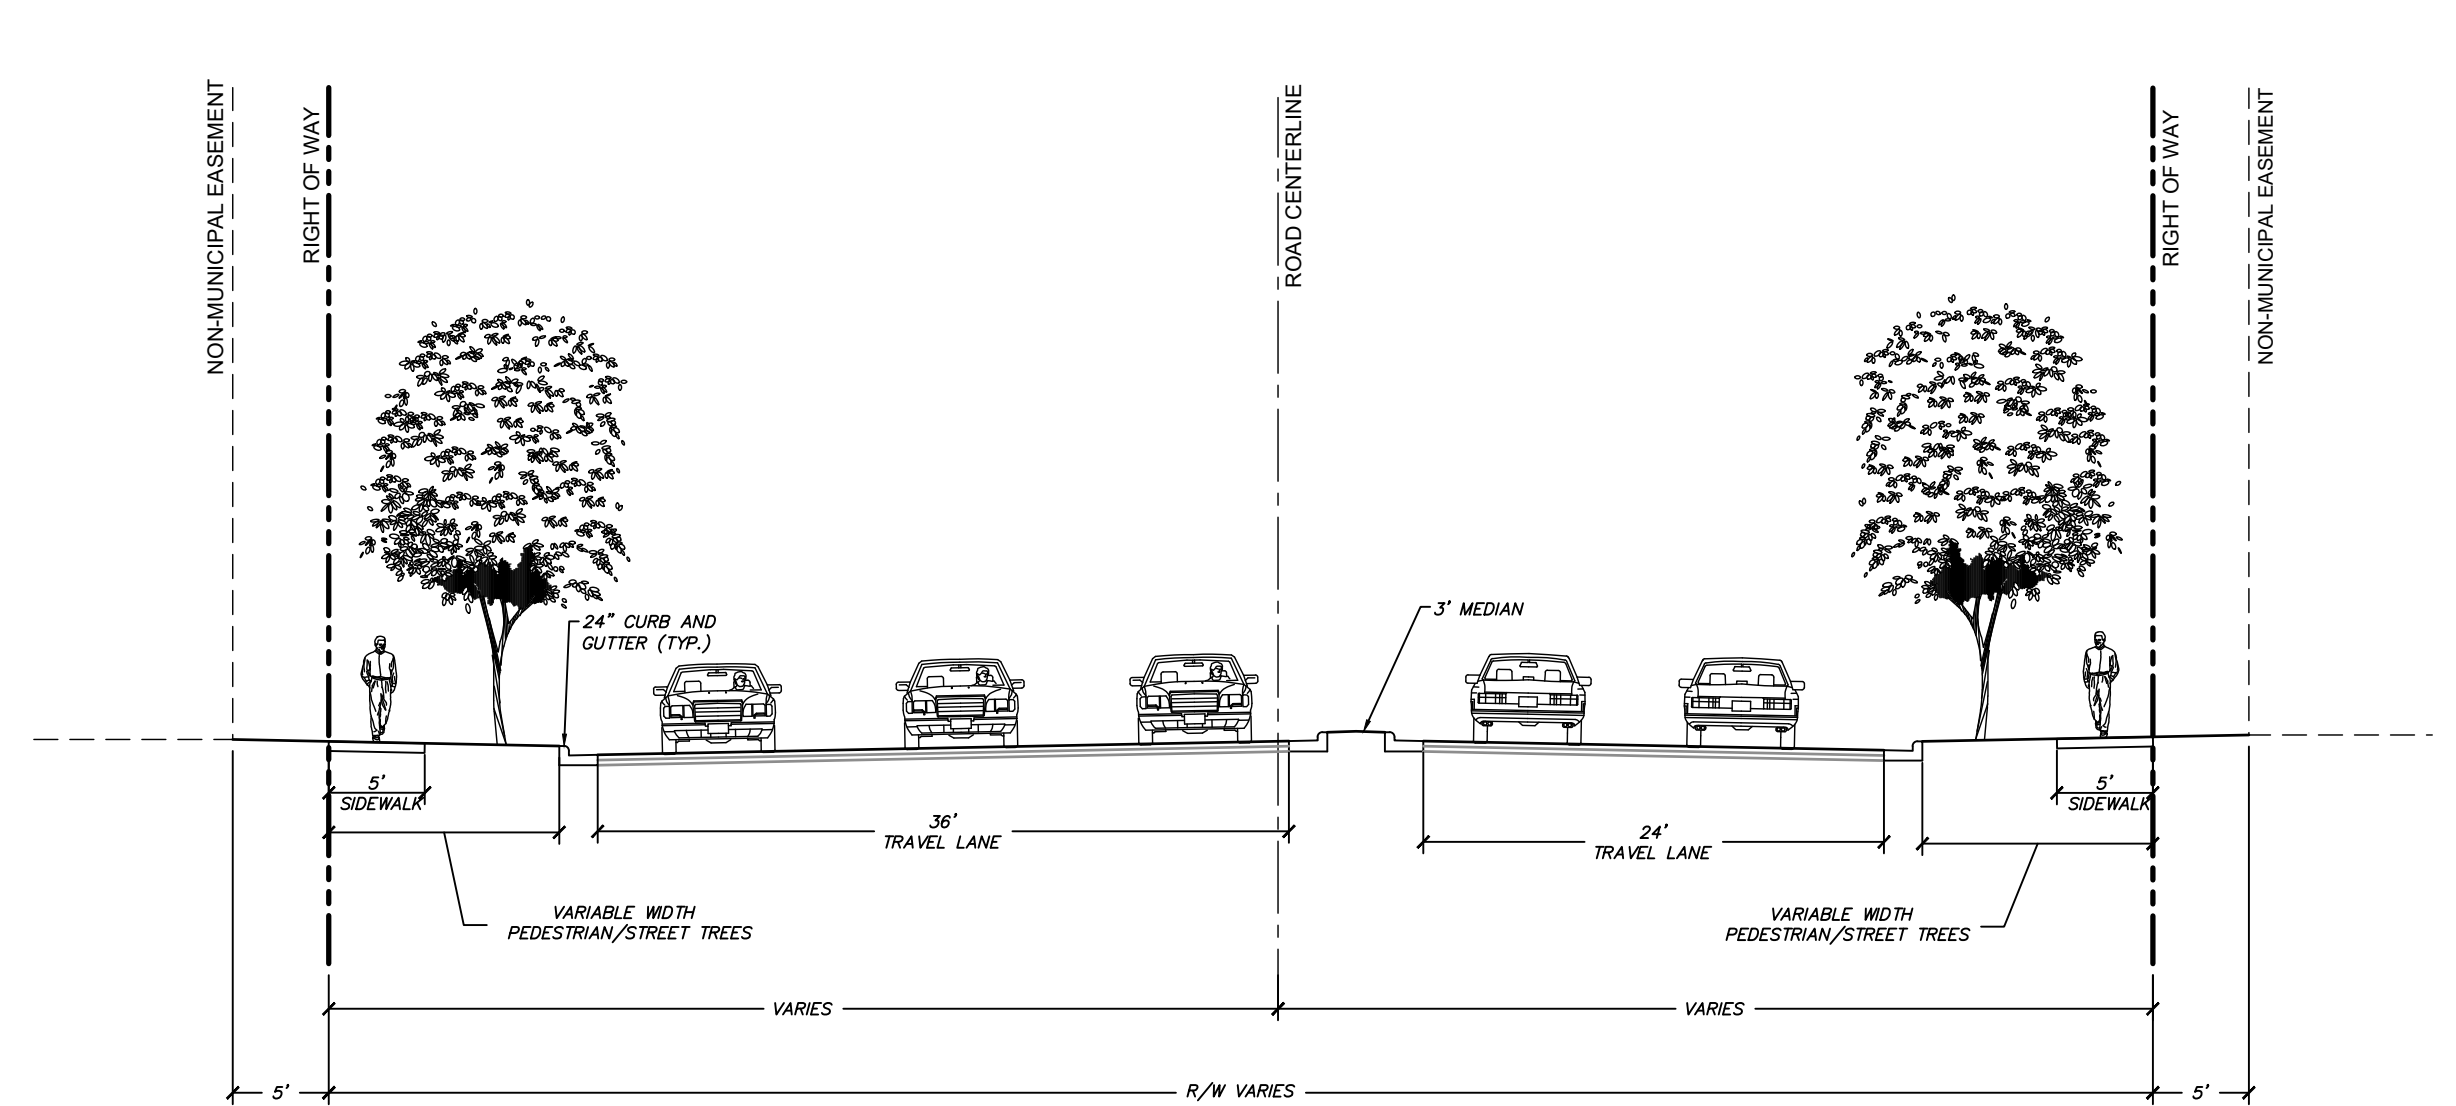 NON-MUNICIPAL EASEMENT
RIGHT OF WAY
ROAD CENTERLINE
RIGHT OF WAY
NON-MUNICIPAL EASEMENT
24" CURB AND
GUTTER (TYP.)
3' MEDIAN
5'
SIDEWALK
36'
TRAVEL LANE
24'
TRAVEL LANE
5'
SIDEWALK
VARIABLE WIDTH
PEDESTRIAN/STREET TREES
VARIABLE WIDTH
PEDESTRIAN/STREET TREES
VARIES
VARIES
5'
R/W VARIES
5'